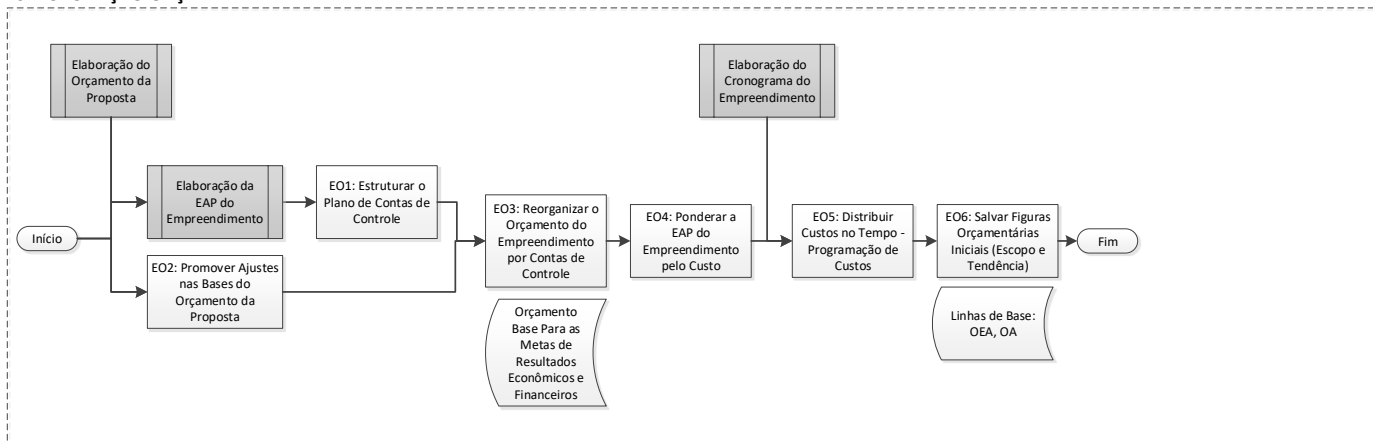 Elaboração do
Orçamento da
Proposta
Elaboração do
Cronograma do
Empreendimento
Início
Elaboração da
EAP do
Empreendimento
EO1: Estruturar o
Plano de Contas de
Controle
EO2: Promover Ajustes
nas Bases do
Orçamento da
Proposta
EO3: Reorganizar o
Orçamento do
Empreendimento
por Contas de
Controle
EO4: Ponderar a
EAP do
Empreendimento
pelo Custo
EO5: Distribuir
Custos no Tempo -
Programação de
Custos
EO6: Salvar Figuras
Orçamentárias
Iniciais (Escopo e
Tendência)
Fim
Orçamento
Base Para as
Metas de
Resultados
Econômicos e
Financeiros
Linhas de Base:
OEA, OA